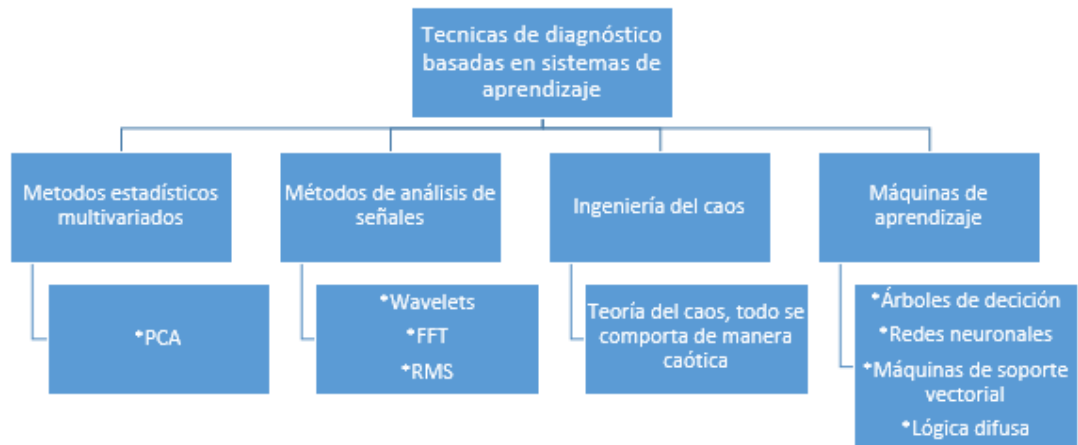 Tecnicas de diagnóstico
basadas en sistemas de
aprendizaje
Metodos estadísticos
multivariados
Métodos de análisis de
señales
Ingeniería del caos
Máquinas de
aprendizaje
*PCA
*Wavelets
*FFT
*RMS
Teoría del caos, todo se
comporta de manera
caótica
*Árboles de decición
*Redes neuronales
*Máquinas de soporte
vectorial
*Lógica difusa